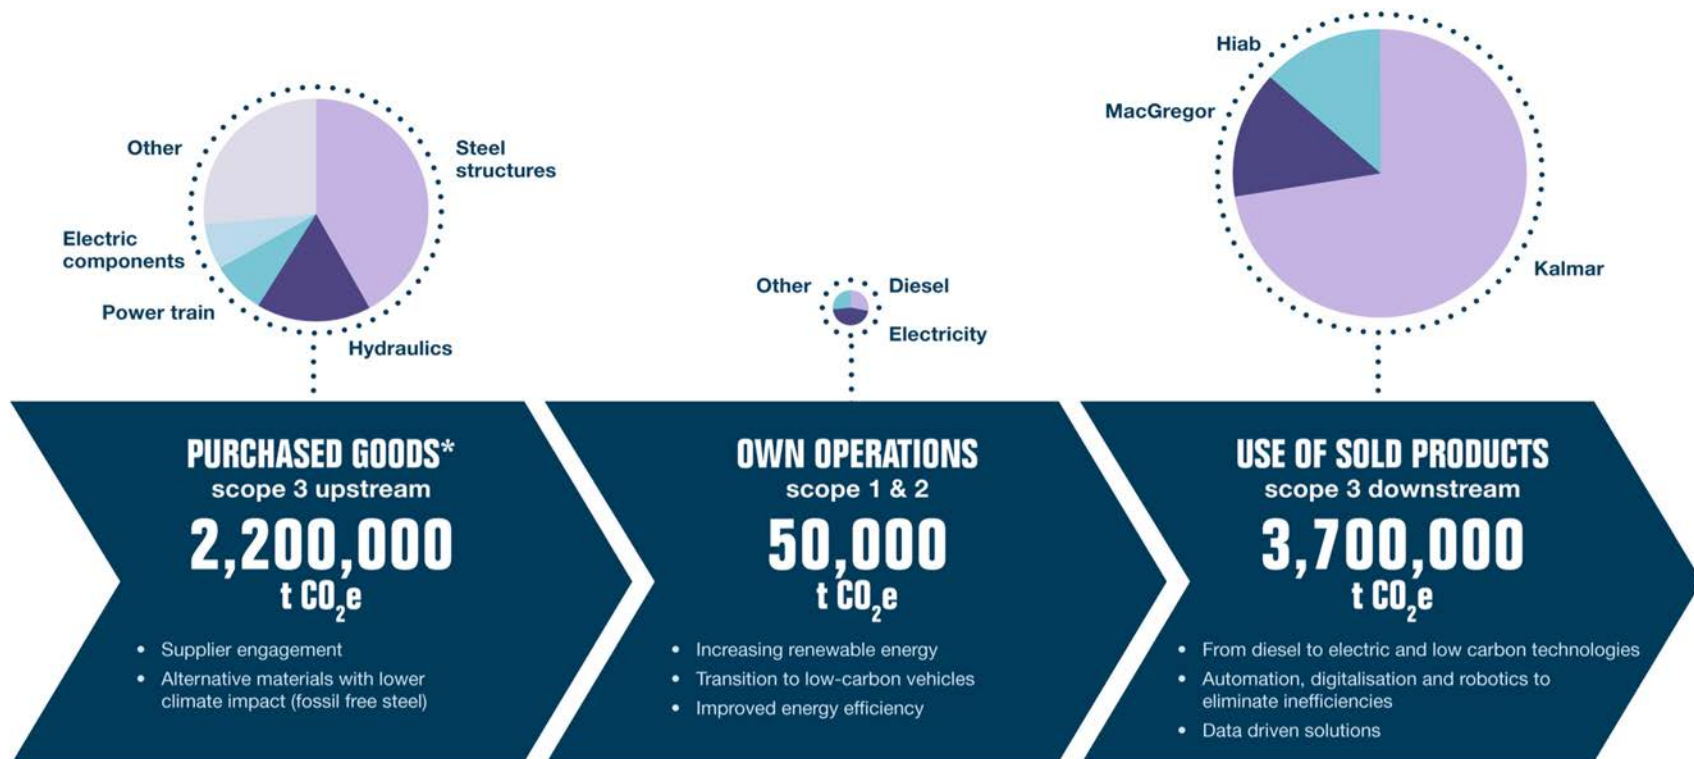 Other
Steel
structures
Electric
components
Power train
Hydraulics
PURCHASED GOODS*
scope 3 upstream
2,200,000
t CO₂e
• Supplier engagement
• Alternative materials with lower
climate impact (fossil free steel)
Other
Diesel
Electricity
OWN OPERATIONS
scope 1 & 2
50,000
t CO₂e
• Increasing renewable energy
• Transition to low-carbon vehicles
• Improved energy efficiency
Hiab
MacGregor
Kalmar
USE OF SOLD PRODUCTS
scope 3 downstream
3,700,000
t CO₂e
• From diesel to electric and low carbon technologies
• Automation, digitalisation and robotics to
eliminate inefficiencies
• Data driven solutions